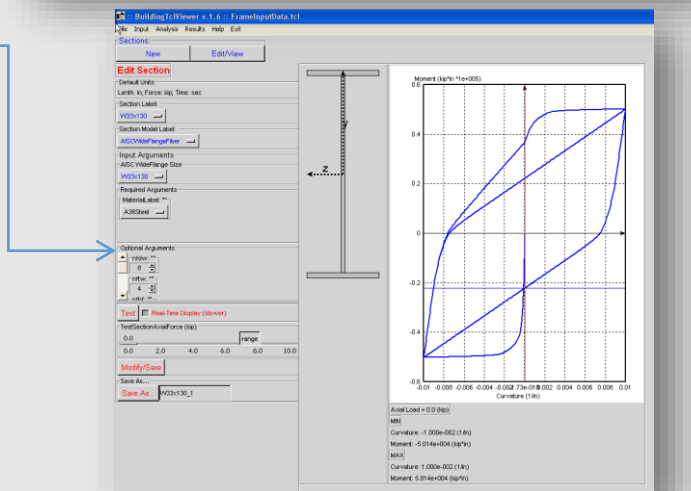 :: BuildingTclViewer v.1.6 :: FrameInputData.tcl
File Input Analysis Results Help Exit
Sections:
New Edit/View
Edit Section
Default Units:
Lenth: in; Force: kip; Time: sec
Section Label
W33x130
Section Model Label:
AISCWideFlangeFiber
Input Arguments
AISC WideFlange Size
W33x130
Required Arguments
MaterialLabel: **
A36Steel
Optional Arguments
nfdw: **
8
nftw: **
4
Test Real-Time Display (slower)
TestSectionAxialForce (kip)
0.0 range
0.0 2.0 4.0 6.0 8.0 10.0
Modify/Save
Save As...
Save As... W33x130_1
y
z
Moment (kip*in *1e+005)
0.6
0.4
0.2
0
-0.2
-0.4
-0.6
-0.01 -0.008 -0.006 -0.004 0.002 0.004 0.006 0.008 0.01
Curvature (1/in)
Axial Load = 0.0 (kip)
MIN
Curvature: -1.000e-002 (1/in)
Moment: -5.014e+004 (kip*in)
MAX
Curvature: 1.000e-002 (1/in)
Moment: 5.014e+004 (kip*in)